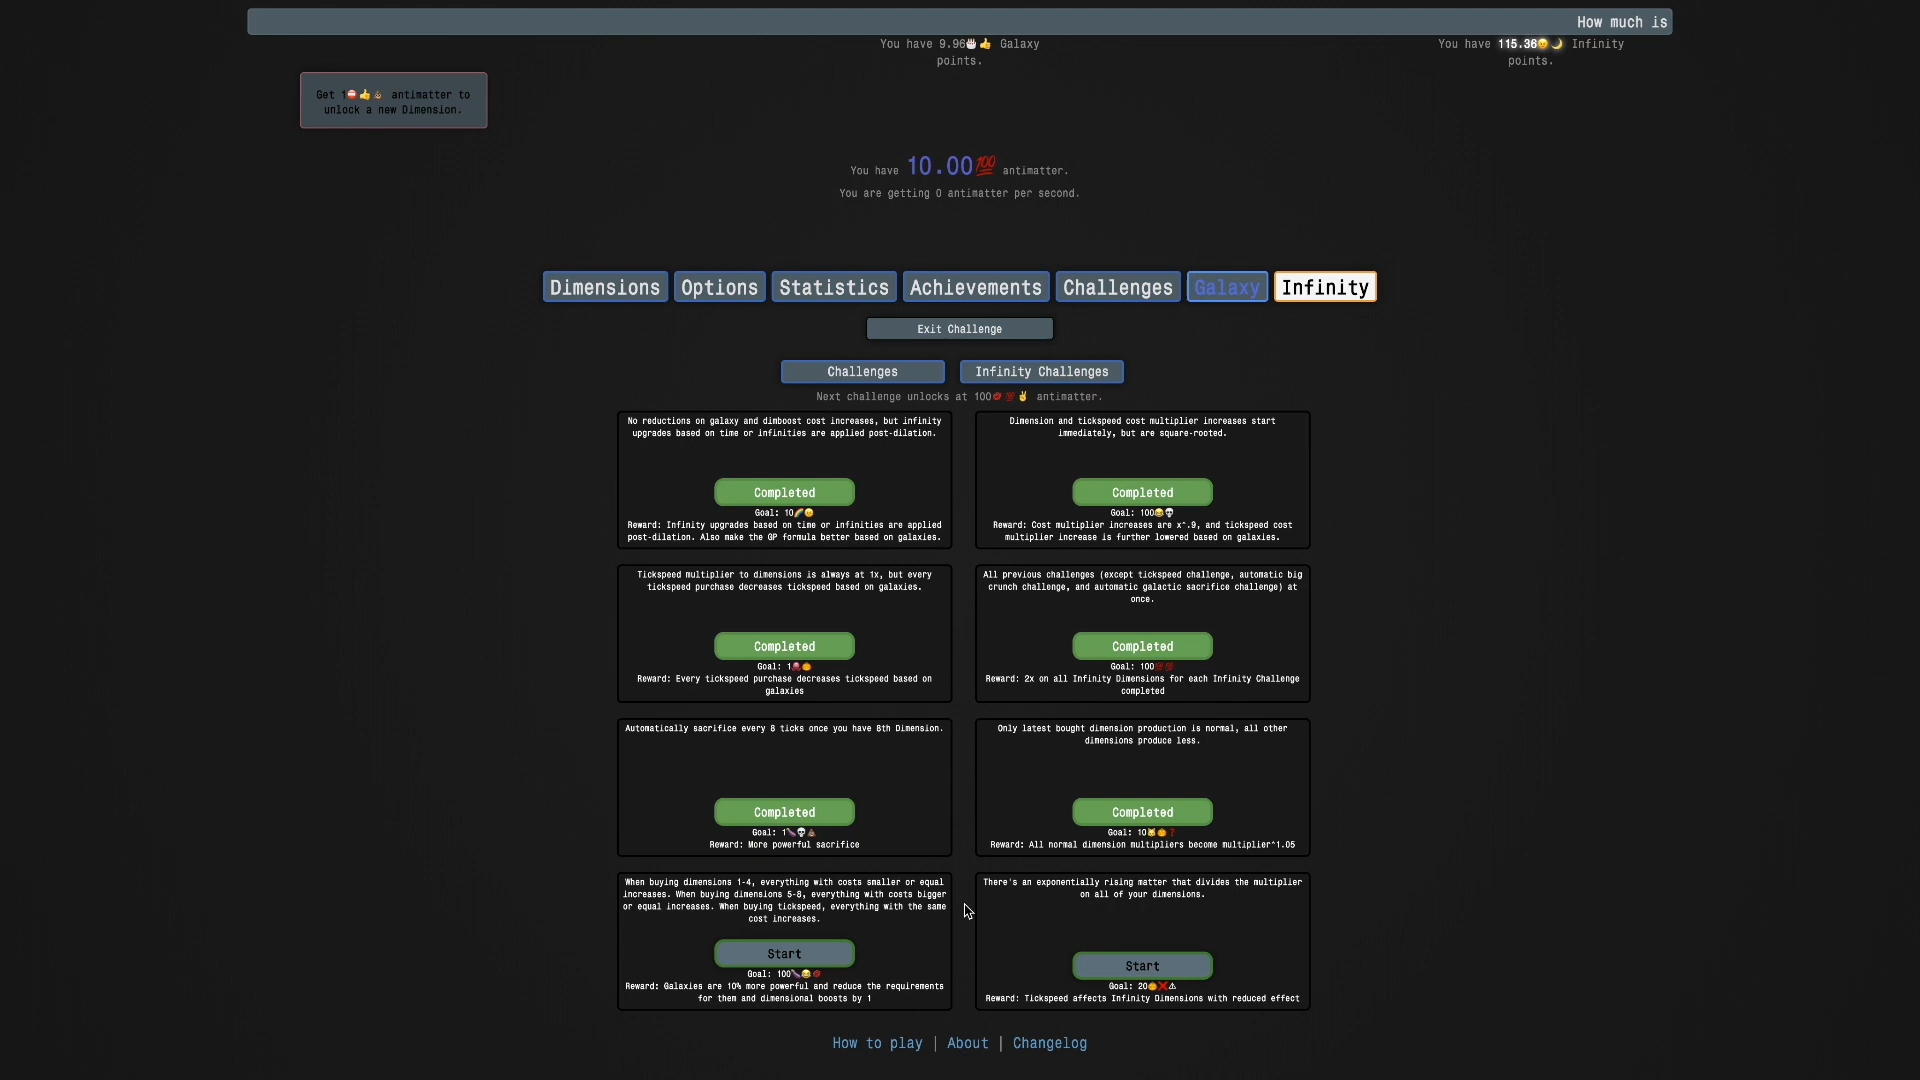 How much is
You have 9.96🎂👍 Galaxy
points.
You have 115.36😠🌙 Infinity
points.
Get 1⛔👍💩 antimatter to
unlock a new Dimension.
You have 10.00💯 antimatter.
You are getting 0 antimatter per second.
Dimensions Options Statistics Achievements Challenges Galaxy Infinity
Exit Challenge
Challenges Infinity Challenges
Next challenge unlocks at 100💋💯✌ antimatter.
No reductions on galaxy and dimboost cost increases, but infinity
upgrades based on time or infinities are applied post-dilation.
Completed
Goal: 10🌈😠
Reward: Infinity upgrades based on time or infinities are applied
post-dilation. Also make the GP formula better based on galaxies.
Dimension and tickspeed cost multiplier increases start
immediately, but are square-rooted.
Completed
Goal: 100😂💀
Reward: Cost multiplier increases are x^.9, and tickspeed cost
multiplier increase is further lowered based on galaxies.
Tickspeed multiplier to dimensions is always at 1x, but every
tickspeed purchase decreases tickspeed based on galaxies.
Completed
Goal: 1🚨🎃
Reward: Every tickspeed purchase decreases tickspeed based on
galaxies
All previous challenges (except tickspeed challenge, automatic big
crunch challenge, and automatic galactic sacrifice challenge) at
once.
Completed
Goal: 100💯💯
Reward: 2x on all Infinity Dimensions for each Infinity Challenge
completed
Automatically sacrifice every 8 ticks once you have 8th Dimension.
Completed
Goal: 1🍆💀💩
Reward: More powerful sacrifice
Only latest bought dimension production is normal, all other
dimensions produce less.
Completed
Goal: 10🐱🎃❓
Reward: All normal dimension multipliers become multiplier^1.05
When buying dimensions 1-4, everything with costs smaller or equal
increases. When buying dimensions 5-8, everything with costs bigger
or equal increases. When buying tickspeed, everything with the same
cost increases.
Start
Goal: 100🍆😂💋
Reward: Galaxies are 10% more powerful and reduce the requirements
for them and dimensional boosts by 1
There's an exponentially rising matter that divides the multiplier
on all of your dimensions.
Start
Goal: 20🎃❌⚠
Reward: Tickspeed affects Infinity Dimensions with reduced effect
How to play | About | Changelog